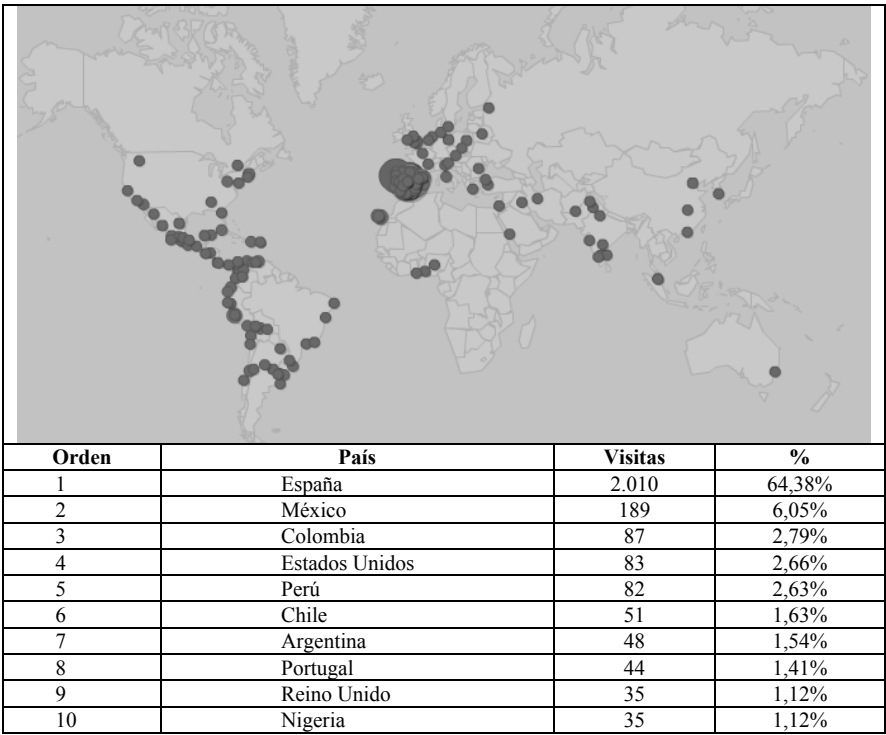 Orden País Visitas %
1 España 2.010 64,38%
2 México 189 6,05%
3 Colombia 87 2,79%
4 Estados Unidos 83 2,66%
5 Perú 82 2,63%
6 Chile 51 1,63%
7 Argentina 48 1,54%
8 Portugal 44 1,41%
9 Reino Unido 35 1,12%
10 Nigeria 35 1,12%